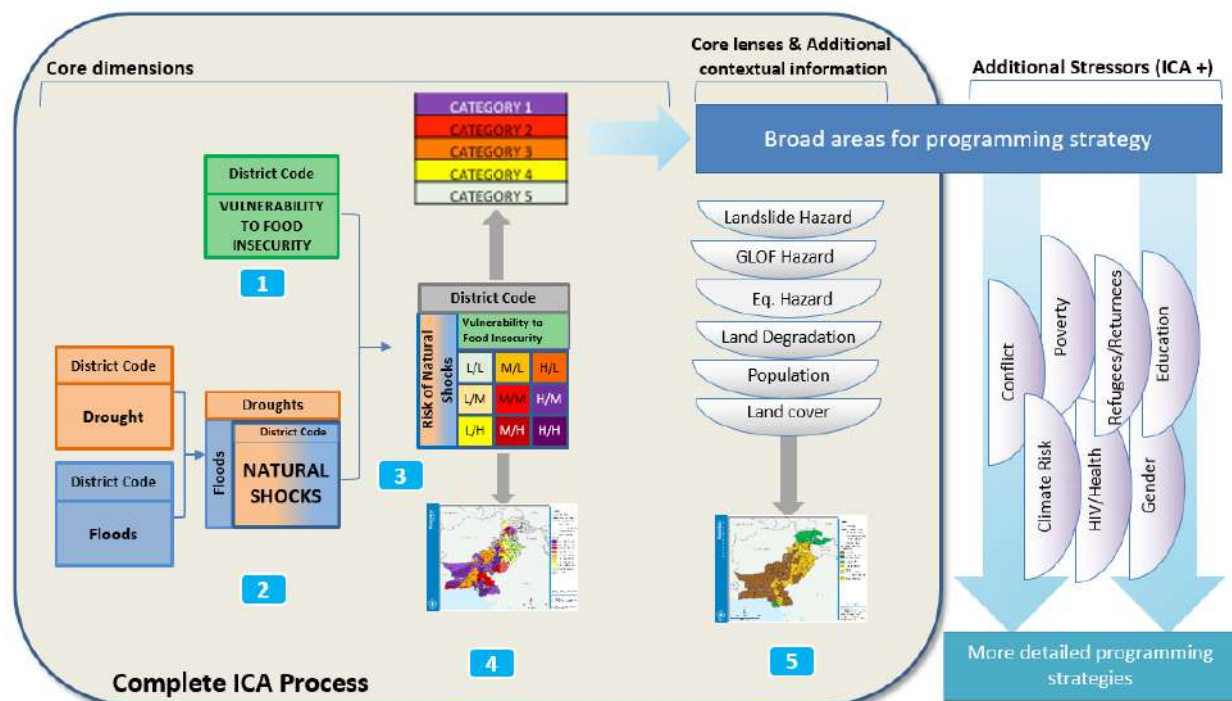 Core dimensions
Core lenses & Additional
contextual information
Additional Stressors (ICA +)
CATEGORY 1
CATEGORY 2
CATEGORY 3
CATEGORY 4
CATEGORY 5
Broad areas for programming strategy
District Code
VULNERABILITY
TO FOOD
INSECURITY
1
District Code
Drought
District Code
Floods
Droughts
Floods
District Code
NATURAL
SHOCKS
2
3
District Code
Risk of Natural
Shocks
Vulnerability to
Food Insecurity
L/L M/L H/L
L/M M/M H/M
L/H M/H H/H
4
Landslide Hazard
GLOF Hazard
Eq. Hazard
Land Degradation
Population
Land cover
5
Conflict
Poverty
Refugees/Returnees
Education
Climate Risk
HIV/Health
Gender
More detailed programming
strategies
Complete ICA Process